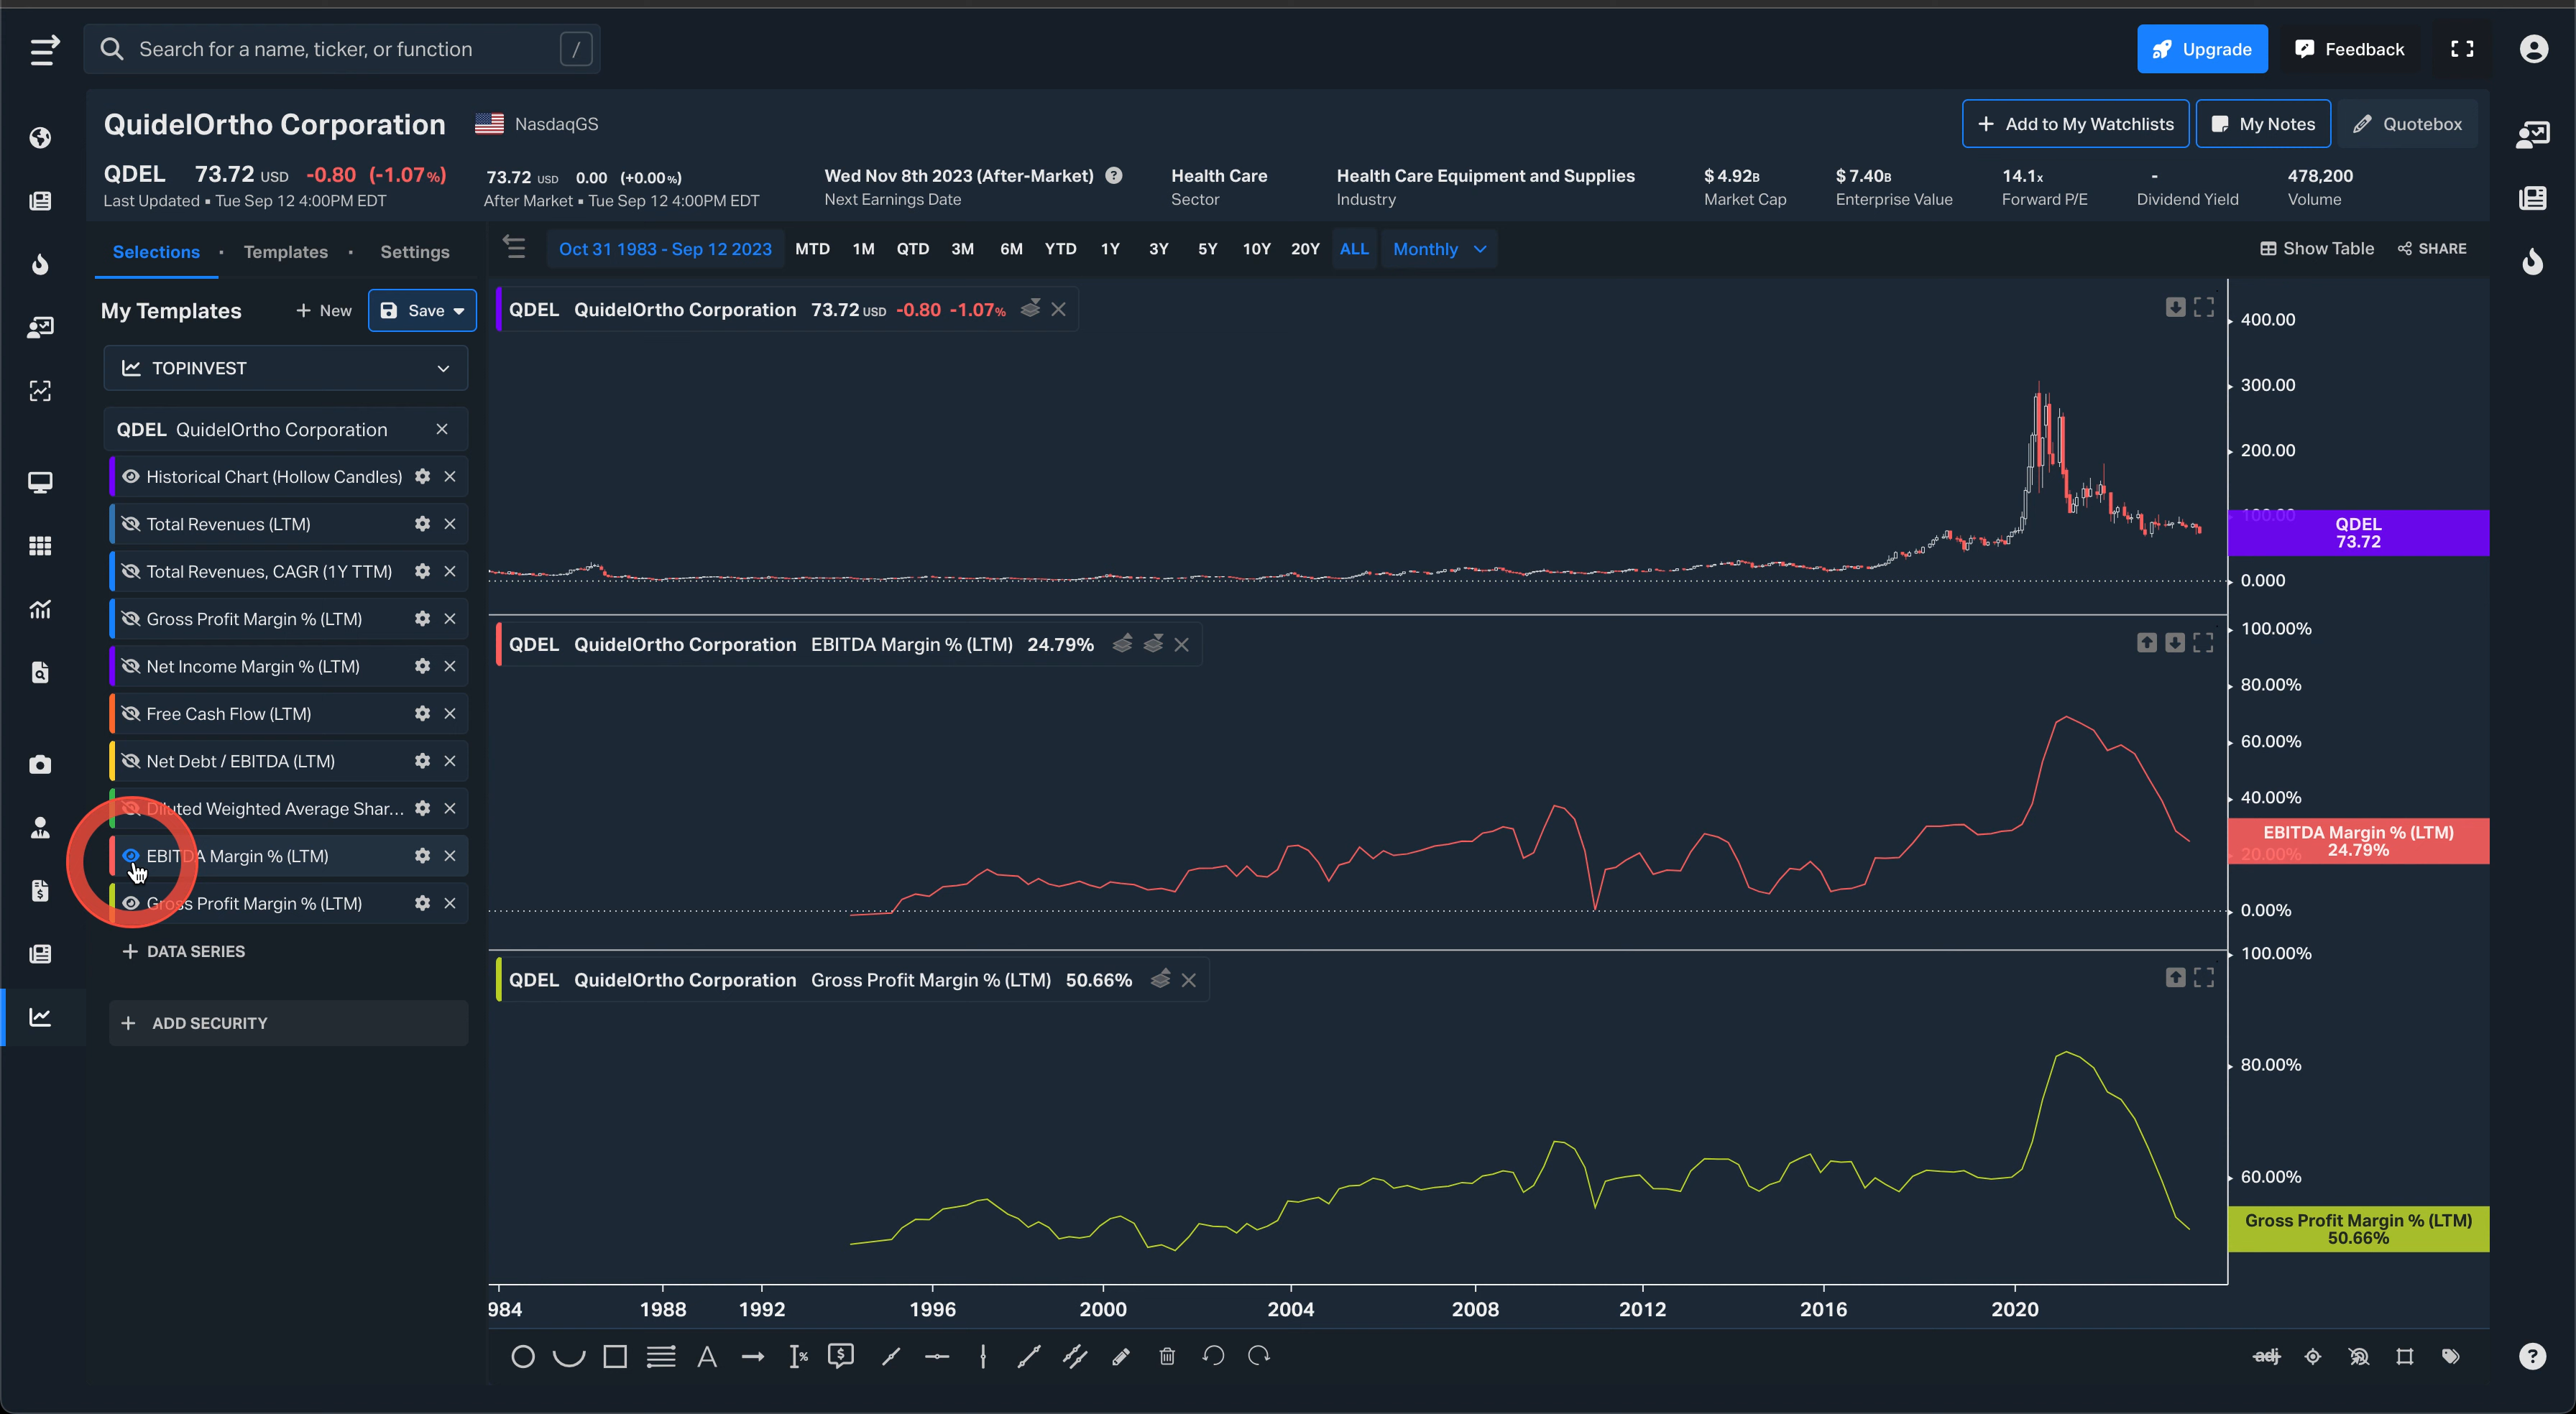 Search for a name, ticker, or function /
Upgrade
Feedback
QuidelOrtho Corporation NasdaqGS
Add to My Watchlists
My Notes
Quotebox
QDEL 73.72 USD -0.80 (-1.07%)
Last Updated ▪ Tue Sep 12 4:00PM EDT
73.72 USD 0.00 (+0.00%)
After Market ▪ Tue Sep 12 4:00PM EDT
Wed Nov 8th 2023 (After-Market)
Next Earnings Date
Health Care
Sector
Health Care Equipment and Supplies
Industry
$ 4.92B
Market Cap
$ 7.40B
Enterprise Value
14.1x
Forward P/E
-
Dividend Yield
478,200
Volume
Selections · Templates · Settings
Oct 31 1983 - Sep 12 2023 MTD 1M QTD 3M 6M YTD 1Y 3Y 5Y 10Y 20Y ALL Monthly
Show Table SHARE
My Templates + New Save
TOPINVEST
QDEL QuidelOrtho Corporation
Historical Chart (Hollow Candles)
Total Revenues (LTM)
Total Revenues, CAGR (1Y TTM)
Gross Profit Margin % (LTM)
Net Income Margin % (LTM)
Free Cash Flow (LTM)
Net Debt / EBITDA (LTM)
Diluted Weighted Average Shar...
EBITDA Margin % (LTM)
Gross Profit Margin % (LTM)
+ DATA SERIES
+ ADD SECURITY
QDEL QuidelOrtho Corporation 73.72 USD -0.80 -1.07%
400.00
300.00
200.00
100.00
QDEL
73.72
0.000
QDEL QuidelOrtho Corporation EBITDA Margin % (LTM) 24.79%
100.00%
80.00%
60.00%
40.00%
EBITDA Margin % (LTM)
24.79%
20.00%
0.00%
QDEL QuidelOrtho Corporation Gross Profit Margin % (LTM) 50.66%
100.00%
80.00%
60.00%
Gross Profit Margin % (LTM)
50.66%
984 1988 1992 1996 2000 2004 2008 2012 2016 2020
adj